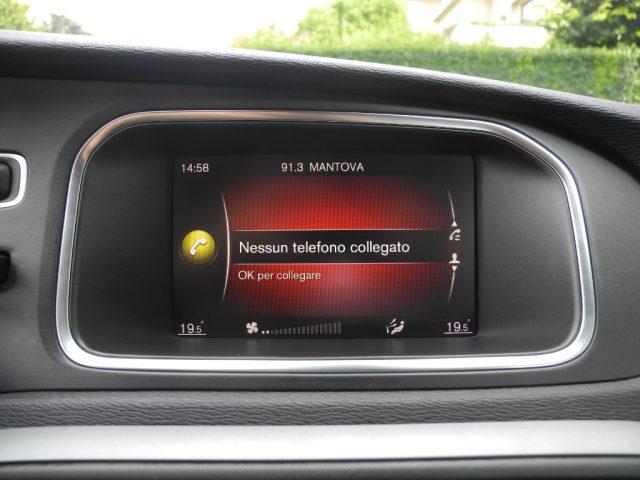 14:58 91.3 MANTOVA
Nessun telefono collegato
OK per collegare
19.5° 19.5°